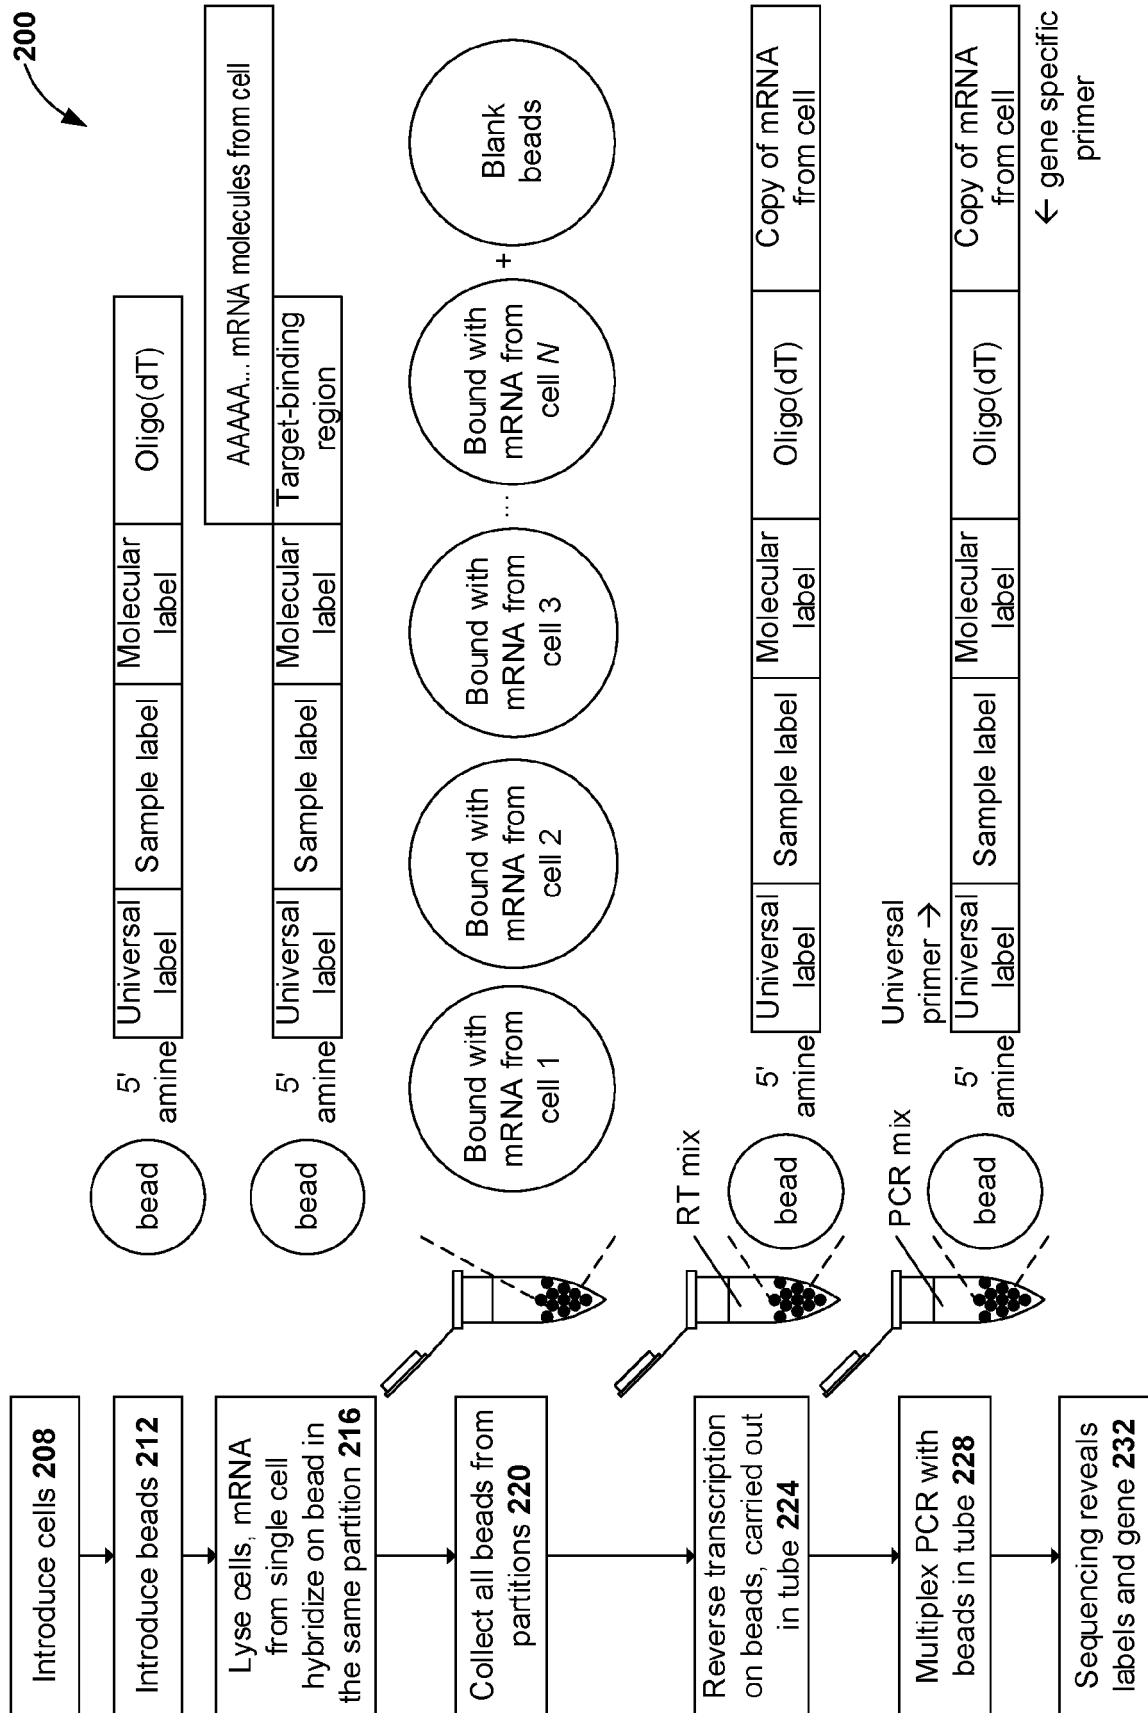 200
Introduce cells 208
Introduce beads 212
bead
5'
amine
Universal
label
Sample label
Molecular
label
Oligo(dT)
Lyse cells, mRNA
from single cell
hybridize on bead in
the same partition 216
bead
5'
amine
Universal
label
Sample label
Molecular
label
Target-binding
region
AAAAA... mRNA molecules from cell
Collect all beads from
partitions 220
Bound with
mRNA from
cell 1
Bound with
mRNA from
cell 2
Bound with
mRNA from
cell 3
...
Bound with
mRNA from
cell N
+
Blank
beads
Reverse transcription
on beads, carried out
in tube 224
RT mix
bead
5'
amine
Universal
label
Sample label
Molecular
label
Oligo(dT)
Copy of mRNA
from cell
Multiplex PCR with
beads in tube 228
PCR mix
bead
5'
amine
Universal
primer →
Universal
label
Sample label
Molecular
label
Oligo(dT)
Copy of mRNA
from cell
← gene specific
primer
Sequencing reveals
labels and gene 232